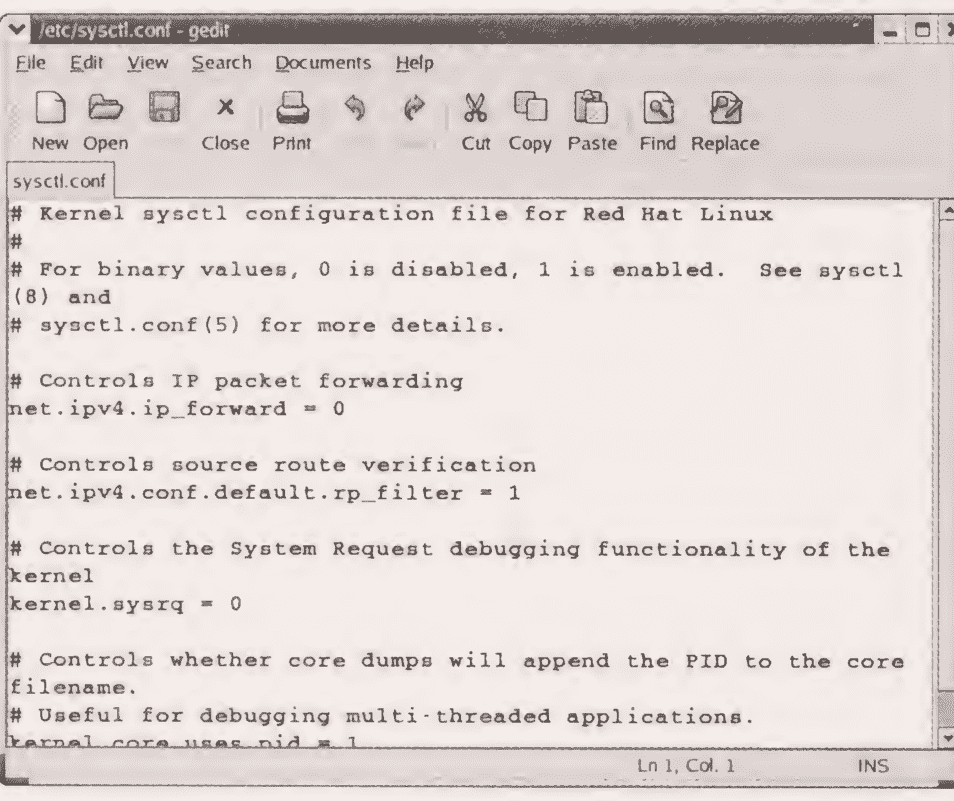 /etc/sysctl.conf - gedit
File Edit View Search Documents Help
New Open Close Print Cut Copy Paste Find Replace
sysctl.conf
# Kernel sysctl configuration file for Red Hat Linux
#
# For binary values, 0 is disabled, 1 is enabled.  See sysctl
(8) and
# sysctl.conf(5) for more details.
# Controls IP packet forwarding
net.ipv4.ip_forward = 0
# Controls source route verification
net.ipv4.conf.default.rp_filter = 1
# Controls the System Request debugging functionality of the
kernel
kernel.sysrq = 0
# Controls whether core dumps will append the PID to the core
filename.
# Useful for debugging multi-threaded applications.
kernel.core_uses_pid = 1
Ln 1, Col. 1 INS